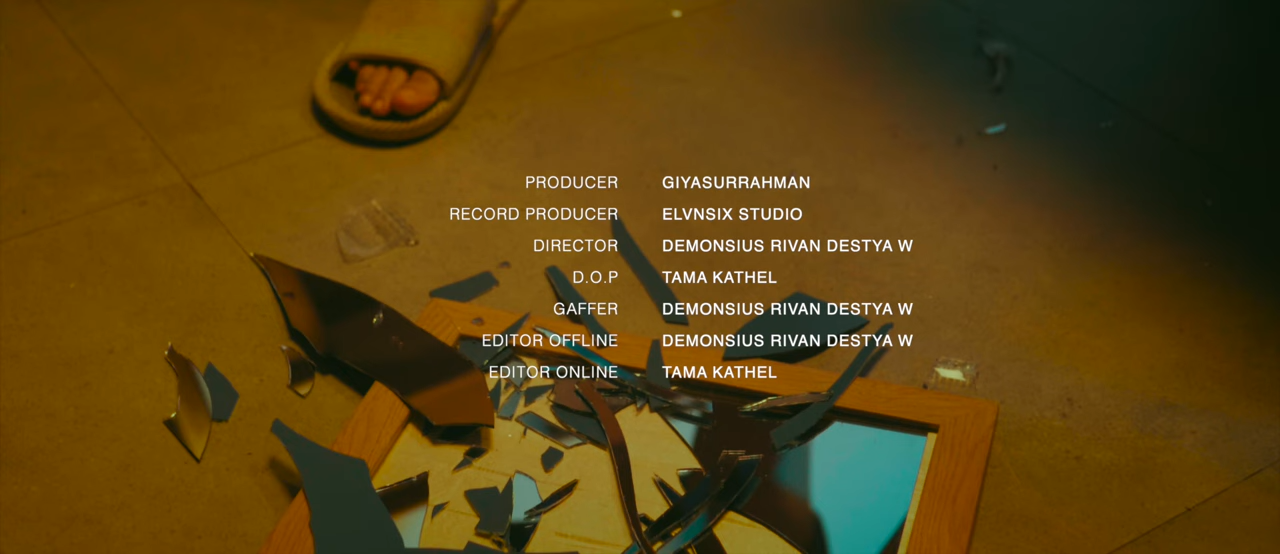 PRODUCER GIYASURRAHMAN
RECORD PRODUCER ELVNSIX STUDIO
DIRECTOR DEMONSIUS RIVAN DESTYA W
D.O.P TAMA KATHEL
GAFFER DEMONSIUS RIVAN DESTYA W
EDITOR OFFLINE DEMONSIUS RIVAN DESTYA W
EDITOR ONLINE TAMA KATHEL